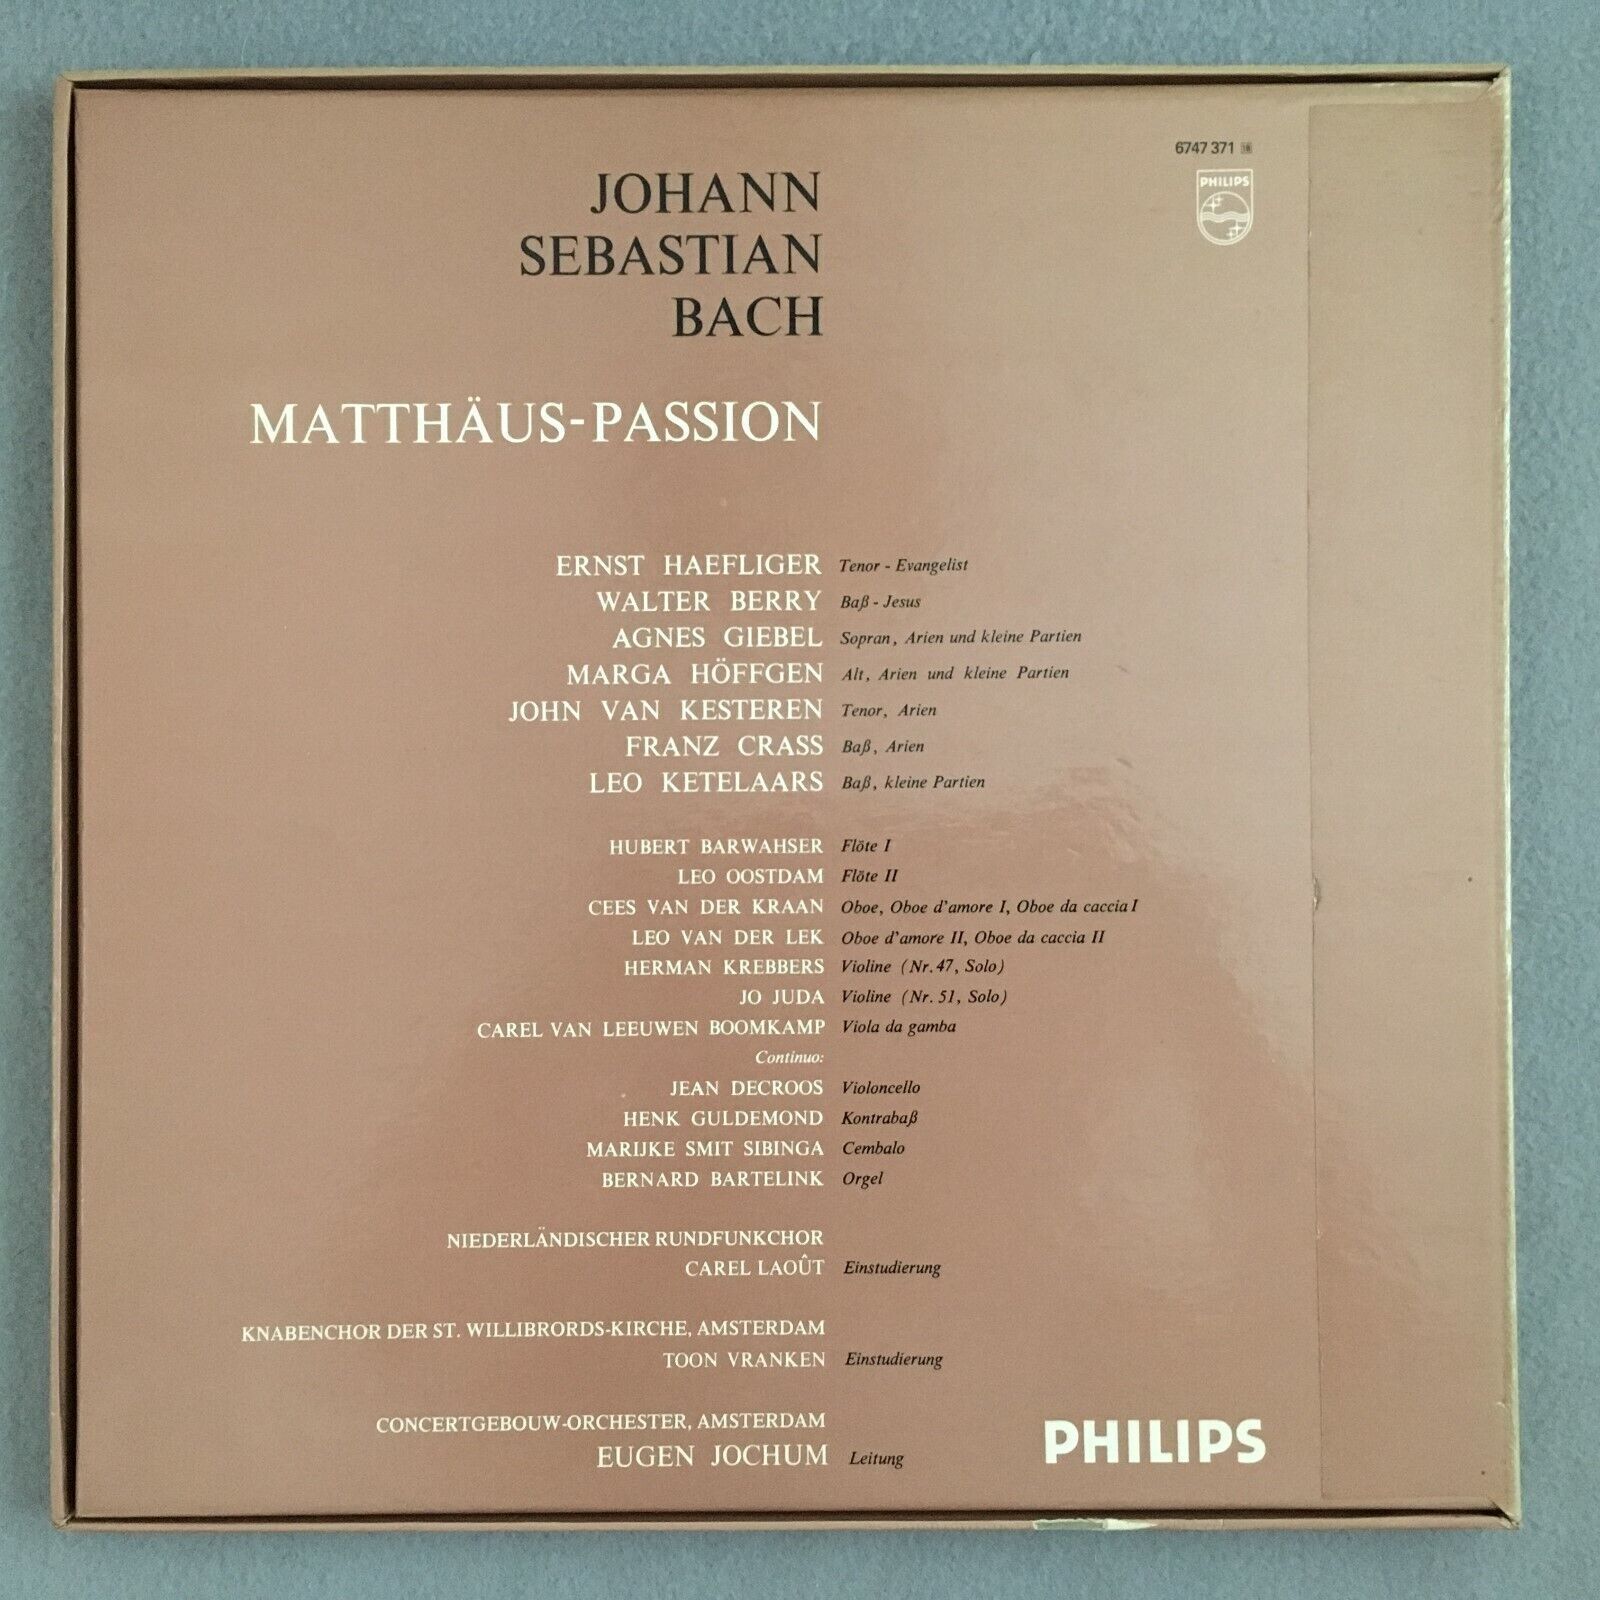 6747 371
PHILIPS
JOHANN
SEBASTIAN
BACH
MATTHÄUS-PASSION
ERNST HAEFLIGER Tenor - Evangelist
WALTER BERRY Baß - Jesus
AGNES GIEBEL Sopran, Arien und kleine Partien
MARGA HÖFFGEN Alt, Arien und kleine Partien
JOHN VAN KESTEREN Tenor, Arien
FRANZ CRASS Baß, Arien
LEO KETELAARS Baß, kleine Partien
HUBERT BARWAHSER Flöte I
LEO OOSTDAM Flöte II
CEES VAN DER KRAAN Oboe, Oboe d'amore I, Oboe da caccia I
LEO VAN DER LEK Oboe d'amore II, Oboe da caccia II
HERMAN KREBBERS Violine (Nr. 47, Solo)
JO JUDA Violine (Nr. 51, Solo)
CAREL VAN LEEUWEN BOOMKAMP Viola da gamba
Continuo:
JEAN DECROOS Violoncello
HENK GULDEMOND Kontrabaß
MARIJKE SMIT SIBINGA Cembalo
BERNARD BARTELINK Orgel
NIEDERLÄNDISCHER RUNDFUNKCHOR
CAREL LAOÛT Einstudierung
KNABENCHOR DER ST. WILLIBRORDS-KIRCHE, AMSTERDAM
TOON VRANKEN Einstudierung
CONCERTGEBOUW-ORCHESTER, AMSTERDAM
EUGEN JOCHUM Leitung
PHILIPS